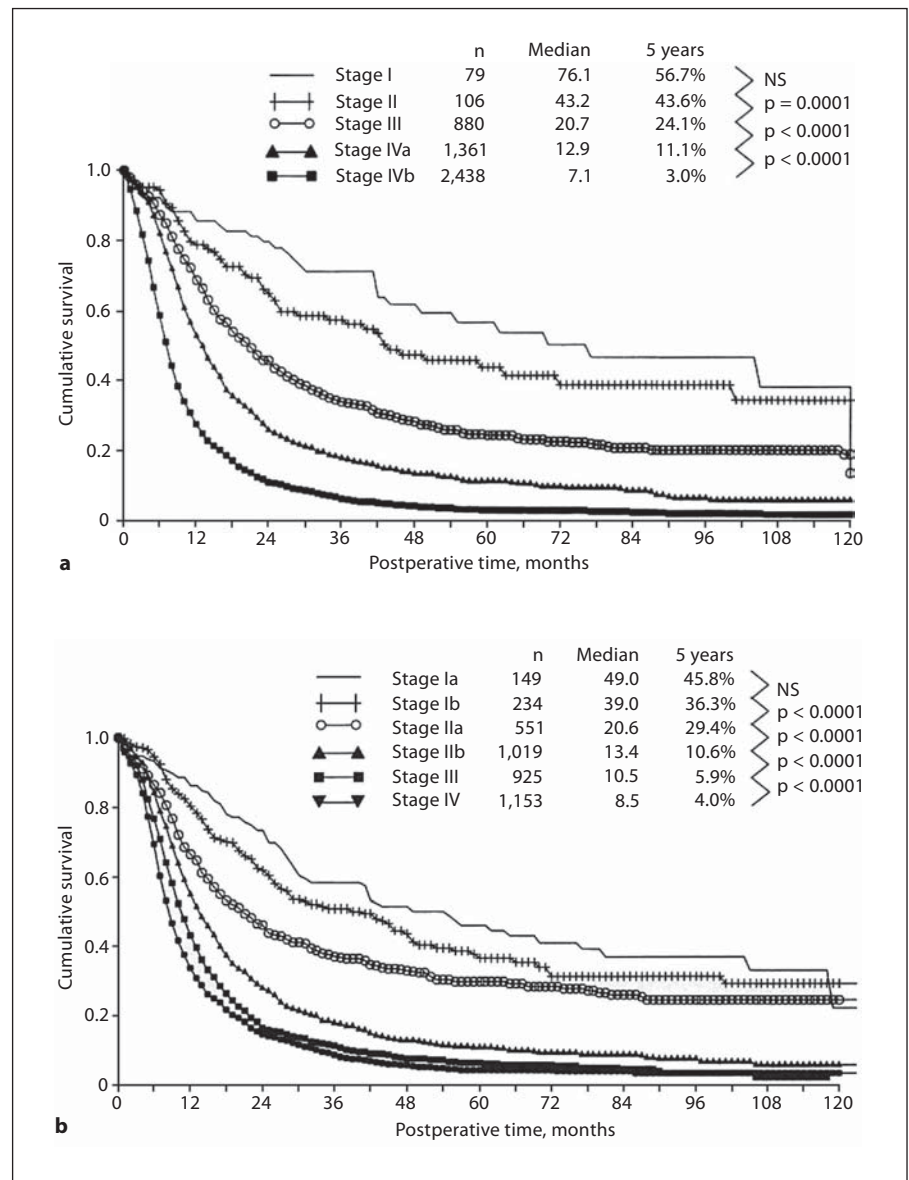 n Median 5 years
Stage I 79 76.1 56.7%
NS
Stage II 106 43.2 43.6%
p = 0.0001
Stage III 880 20.7 24.1%
p < 0.0001
Stage IVa 1,361 12.9 11.1%
p < 0.0001
Stage IVb 2,438 7.1 3.0%
1.0
0.8
0.6
0.4
0.2
0
Cumulative survival
0 12 24 36 48 60 72 84 96 108 120
Postperative time, months
a
n Median 5 years
Stage Ia 149 49.0 45.8%
NS
Stage Ib 234 39.0 36.3%
p < 0.0001
Stage IIa 551 20.6 29.4%
p < 0.0001
Stage IIb 1,019 13.4 10.6%
p < 0.0001
Stage III 925 10.5 5.9%
p < 0.0001
Stage IV 1,153 8.5 4.0%
1.0
0.8
0.6
0.4
0.2
0
Cumulative survival
0 12 24 36 48 60 72 84 96 108 120
Postperative time, months
b